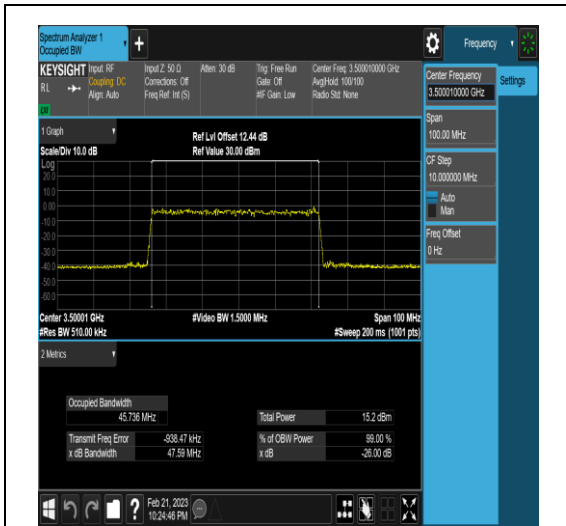 Spectrum Analyzer 1
Occupied BW
+
Frequency
KEYSIGHT
RL
Input: RF
Coupling: DC
Align: Auto
Input Z: 50 Ω
Corrections: Off
Freq Ref: Int (S)
Atten: 30 dB
Trig: Free Run
Gate: Off
#IF Gain: Low
Center Freq: 3.500010000 GHz
Avg|Hold: 100/100
Radio Std: None
Center Frequency
3.500010000 GHz
Settings
Span
100.00 MHz
CF Step
10.000000 MHz
Auto
Man
Freq Offset
0 Hz
1 Graph
Scale/Div 10.0 dB
Ref Lvl Offset 12.44 dB
Ref Value 30.00 dBm
Log
20.0
10.0
0.00
-10.0
-20.0
-30.0
-40.0
-50.0
-60.0
Center 3.50001 GHz
#Video BW 1.5000 MHz
Span 100 MHz
#Res BW 510.00 kHz
#Sweep 200 ms (1001 pts)
2 Metrics
Occupied Bandwidth
45.736 MHz
Total Power 15.2 dBm
Transmit Freq Error -938.47 kHz
% of OBW Power 99.00 %
x dB Bandwidth 47.59 MHz
x dB -26.00 dB
?
Feb 21, 2023
10:24:46 PM